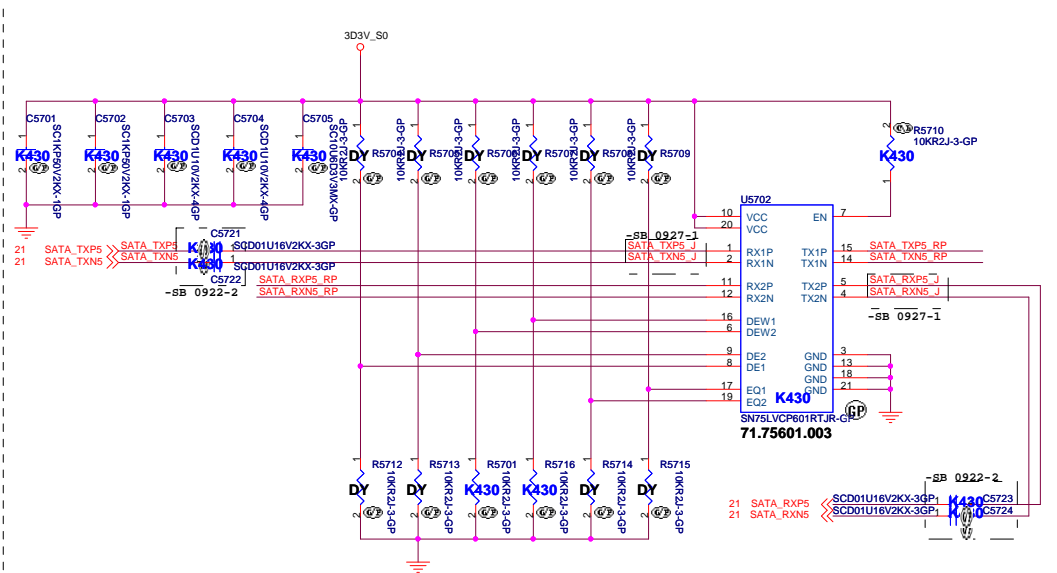 3D3V_S0
C5701
C5702
C5703
C5704
C5705
SC1KP50V2KX-1GP
SC1KP50V2KX-1GP
SCD1U10V2KX-4GP
SCD1U10V2KX-4GP
SC10U6D3V3MX-GP
K430
K430
K430
K430
K430
10KR2J-3-GP
10KR2J-3-GP
10KR2J-3-GP
10KR2J-3-GP
10KR2J-3-GP
10KR2J-3-GP
DY
DY
DY
DY
DY
DY
R5709
R5710
10KR2J-3-GP
K430
U5702
10 VCC
20 VCC
EN 7
1 RX1P
2 RX1N
TX1P 15 SATA_TXP5_RP
TX1N 14 SATA_TXN5_RP
11 RX2P
12 RX2N
TX2P 5 SATA_RXP5_J
TX2N 4 SATA_RXN5_J
-SB 0927-1
16 DEW1
6 DEW2
9 DE2
8 DE1
GND 3
GND 13
GND 18
GND 21
17 EQ1
19 EQ2
K430
SN75LVCP601RTJR-GP
71.75601.003
-SB 0927-1
SATA_TXP5_J
SATA_TXN5_J
C5721
SCD01U16V2KX-3GP
21 SATA_TXP5 SATA_TXP5
21 SATA_TXN5 SATA_TXN5
K430
K430
SCD01U16V2KX-3GP
C5722
-SB 0922-2
SATA_RXP5_RP
SATA_RXN5_RP
R5712
R5713
R5701
R5716
R5714
R5715
DY
DY
K430
K430
DY
DY
10KR2J-3-GP
10KR2J-3-GP
10KR2J-3-GP
10KR2J-3-GP
10KR2J-3-GP
10KR2J-3-GP
-SB 0922-2
21 SATA_RXP5 SCD01U16V2KX-3GP 1 K430 C5723
21 SATA_RXN5 SCD01U16V2KX-3GP 1 K430 C5724